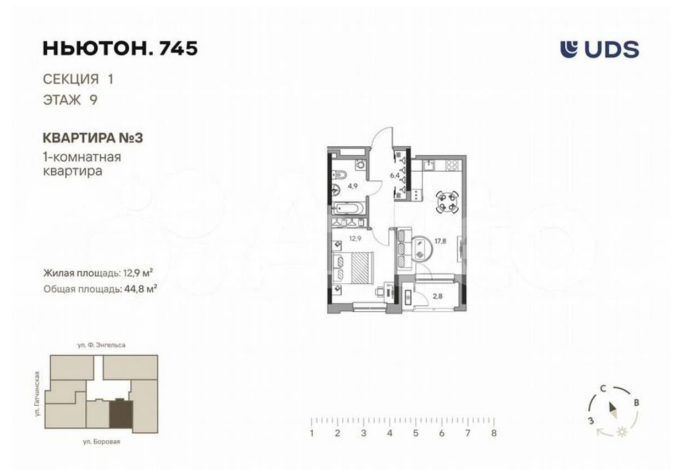 НЬЮТОН. 745
UDS
СЕКЦИЯ 1
ЭТАЖ 9
КВАРТИРА №3
1-комнатная
квартира
4,9
6,4
12,9
17,8
2,8
Жилая площадь: 12,9 м²
Общая площадь: 44,8 м²
ул. Ф. Энгельса
ул. Гатчинская
ул. Боровая
1 2 3 4 5 6 7 8
С
В
З